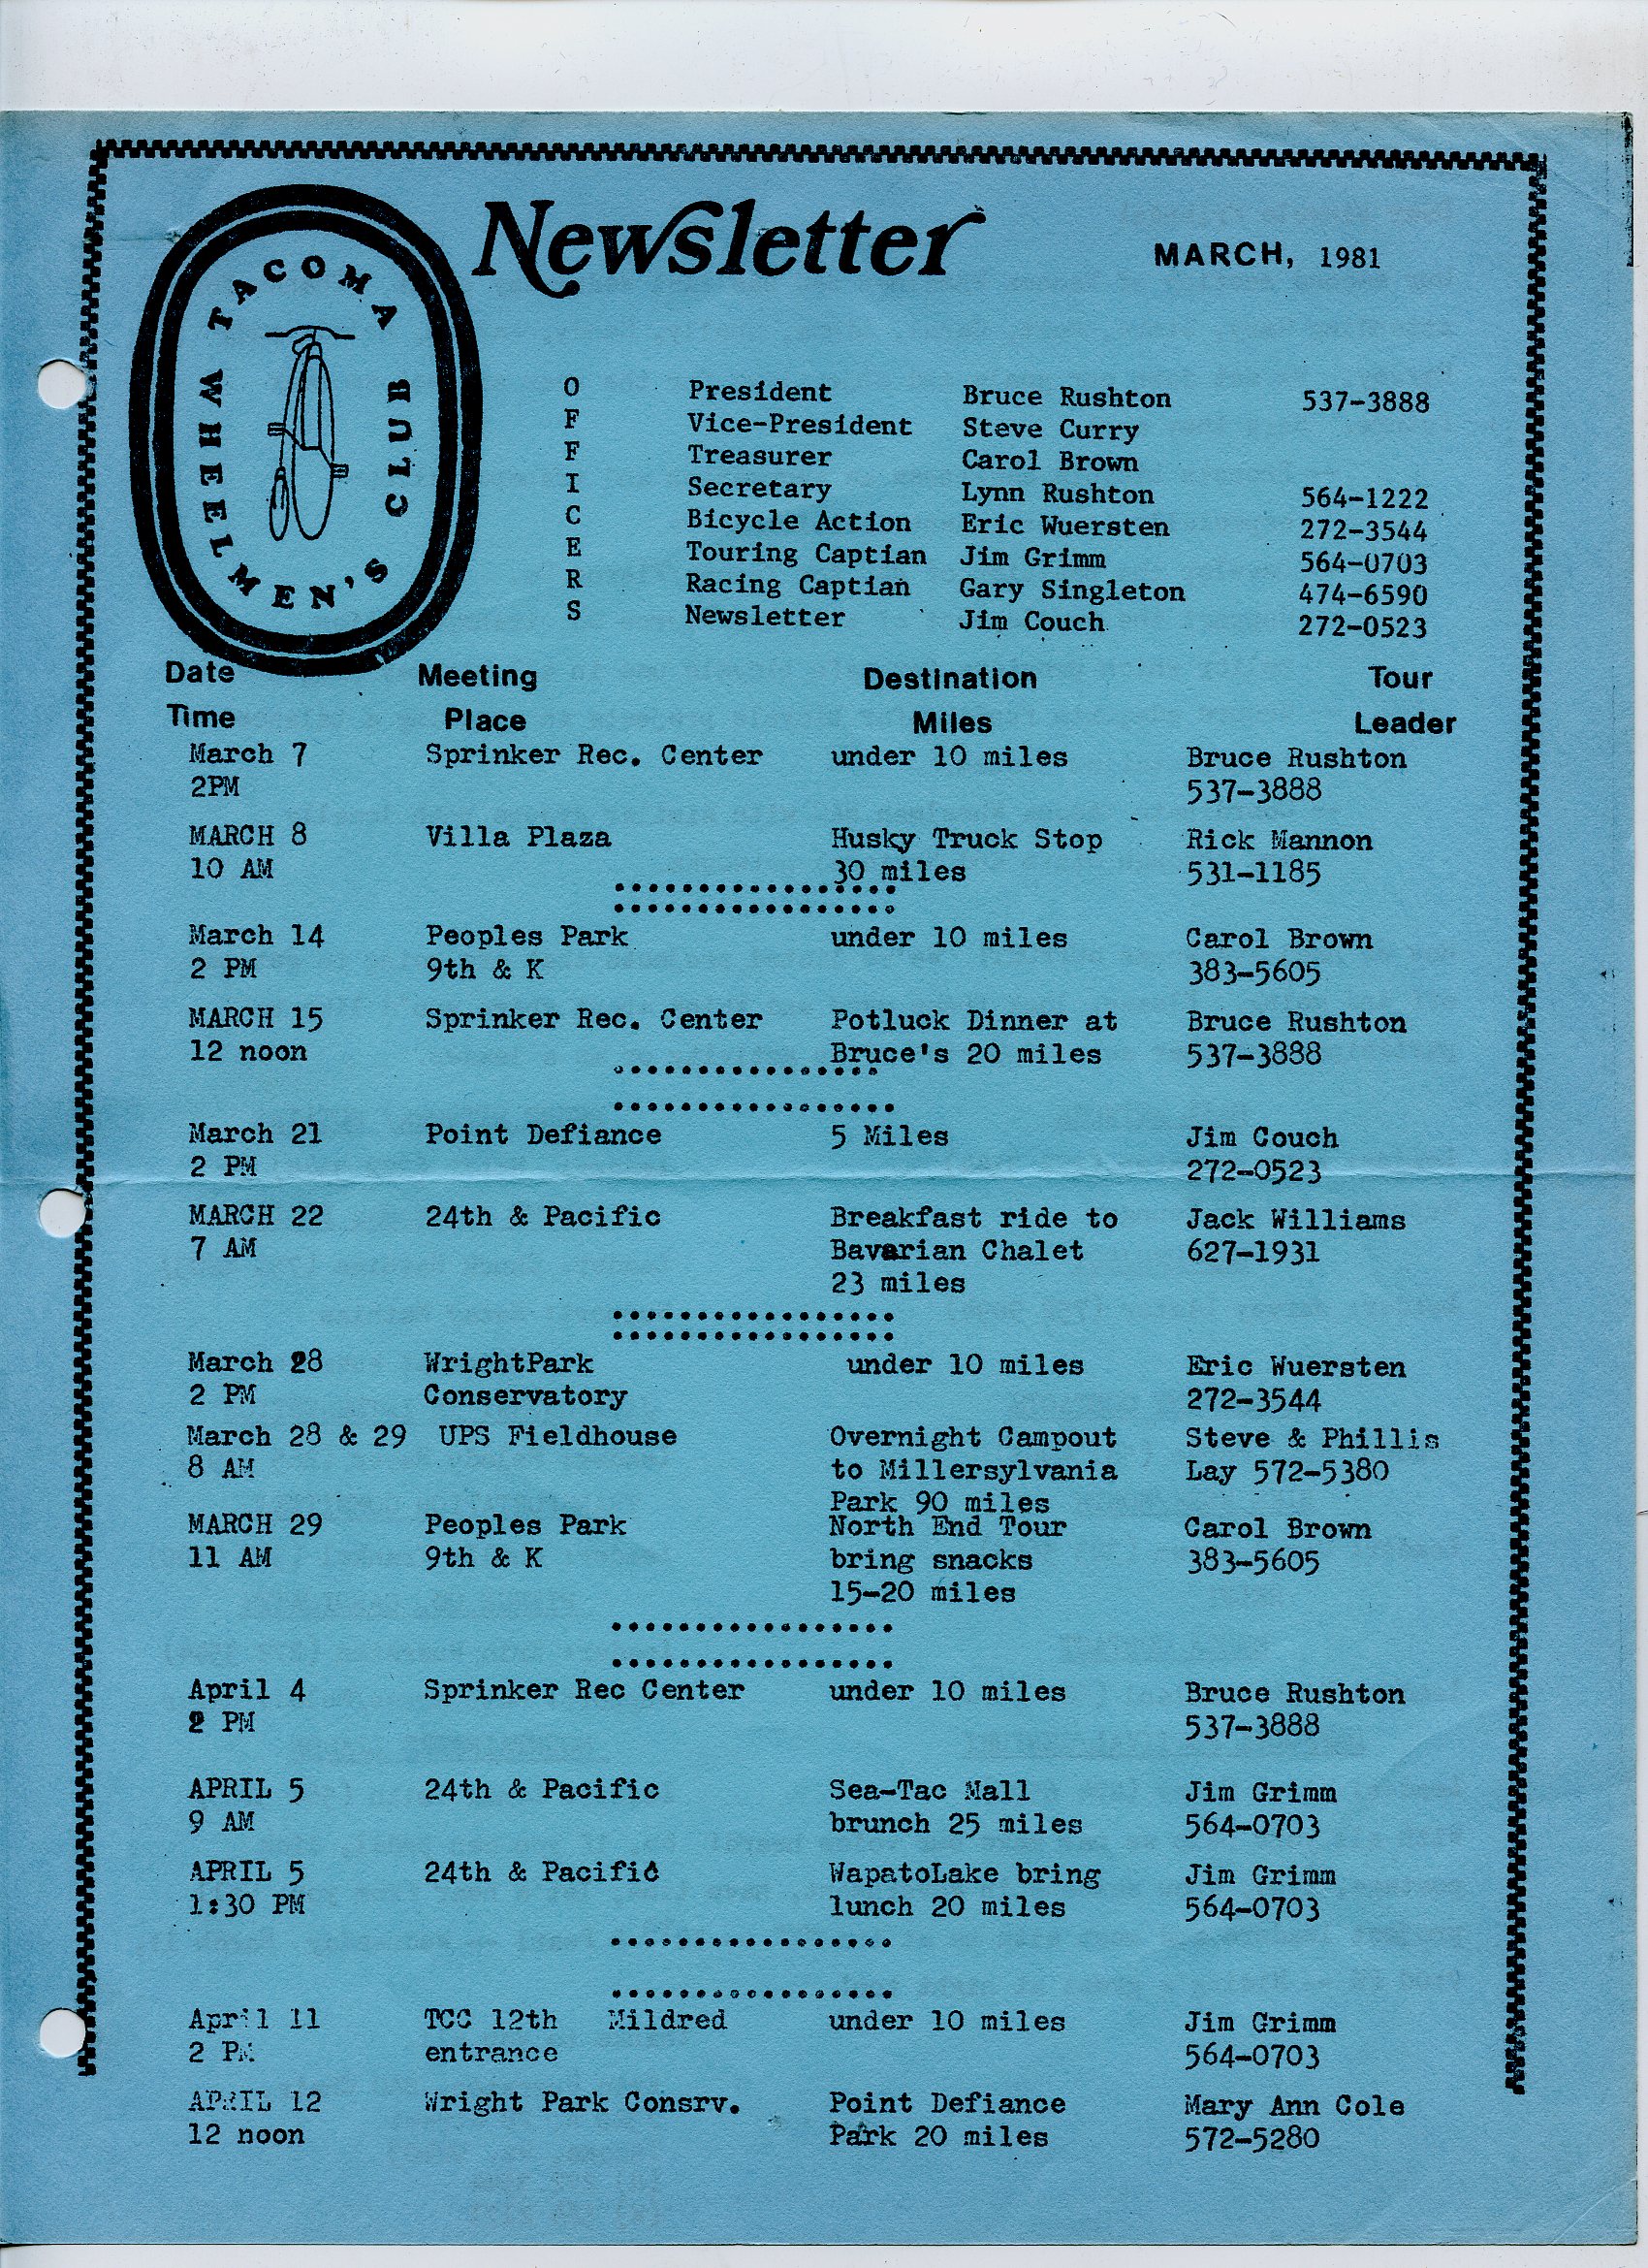 TACOMA WHEELMEN'S CLUB
Newsletter
MARCH, 1981
OFFICERS
President Bruce Rushton 537-3888
Vice-President Steve Curry
Treasurer Carol Brown
Secretary Lynn Rushton 564-1222
Bicycle Action Eric Wuersten 272-3544
Touring Captian Jim Grimm 564-0703
Racing Captian Gary Singleton 474-6590
Newsletter Jim Couch 272-0523
Date Meeting Destination Tour
Time Place Miles Leader
March 7 Sprinker Rec. Center under 10 miles Bruce Rushton
2PM 537-3888
MARCH 8 Villa Plaza Husky Truck Stop Rick Mannon
10 AM 30 miles 531-1185
March 14 Peoples Park under 10 miles Carol Brown
2 PM 9th & K 383-5605
MARCH 15 Sprinker Rec. Center Potluck Dinner at Bruce Rushton
12 noon Bruce's 20 miles 537-3888
March 21 Point Defiance 5 Miles Jim Couch
2 PM 272-0523
MARCH 22 24th & Pacific Breakfast ride to Jack Williams
7 AM Bavarian Chalet 627-1931
23 miles
March 28 WrightPark under 10 miles Eric Wuersten
2 PM Conservatory 272-3544
March 28 & 29 UPS Fieldhouse Overnight Campout Steve & Phillis
8 AM to Millersylvania Lay 572-5380
Park 90 miles
MARCH 29 Peoples Park North End Tour Carol Brown
11 AM 9th & K bring snacks 383-5605
15-20 miles
April 4 Sprinker Rec Center under 10 miles Bruce Rushton
2 PM 537-3888
APRIL 5 24th & Pacific Sea-Tac Mall Jim Grimm
9 AM brunch 25 miles 564-0703
APRIL 5 24th & Pacific WapatoLake bring Jim Grimm
1:30 PM lunch 20 miles 564-0703
April 11 TCC 12th Mildred under 10 miles Jim Grimm
2 PM entrance 564-0703
APRIL 12 Wright Park Consrv. Point Defiance Mary Ann Cole
12 noon Park 20 miles 572-5280